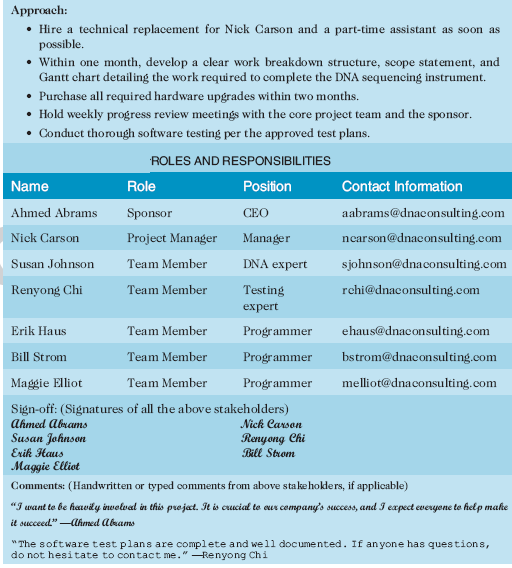 Approach:
• Hire a technical replacement for Nick Carson and a part-time assistant as soon as
possible.
• Within one month, develop a clear work breakdown structure, scope statement, and
Gantt chart detailing the work required to complete the DNA sequencing instrument.
• Purchase all required hardware upgrades within two months.
• Hold weekly progress review meetings with the core project team and the sponsor.
• Conduct thorough software testing per the approved test plans.
ROLES AND RESPONSIBILITIES
Name Role Position Contact Information
Ahmed Abrams Sponsor CEO aabrams@dnaconsulting.com
Nick Carson Project Manager Manager ncarson@dnaconsulting.com
Susan Johnson Team Member DNA expert sjohnson@dnaconsulting.com
Renyong Chi Team Member Testing rchi@dnaconsulting.com
expert
Erik Haus Team Member Programmer ehaus@dnaconsulting.com
Bill Strom Team Member Programmer bstrom@dnaconsulting.com
Maggie Elliot Team Member Programmer melliot@dnaconsulting.com
Sign-off: (Signatures of all the above stakeholders)
Ahmed Abrams Nick Carson
Susan Johnson Renyong Chi
Erik Haus Bill Strom
Maggie Elliot
Comments: (Handwritten or typed comments from above stakeholders, if applicable)
“I want to be heavily involved in this project. It is crucial to our company’s success, and I expect everyone to help make
it succeed.” —Ahmed Abrams
“The software test plans are complete and well documented. If anyone has questions,
do not hesitate to contact me.” —Renyong Chi